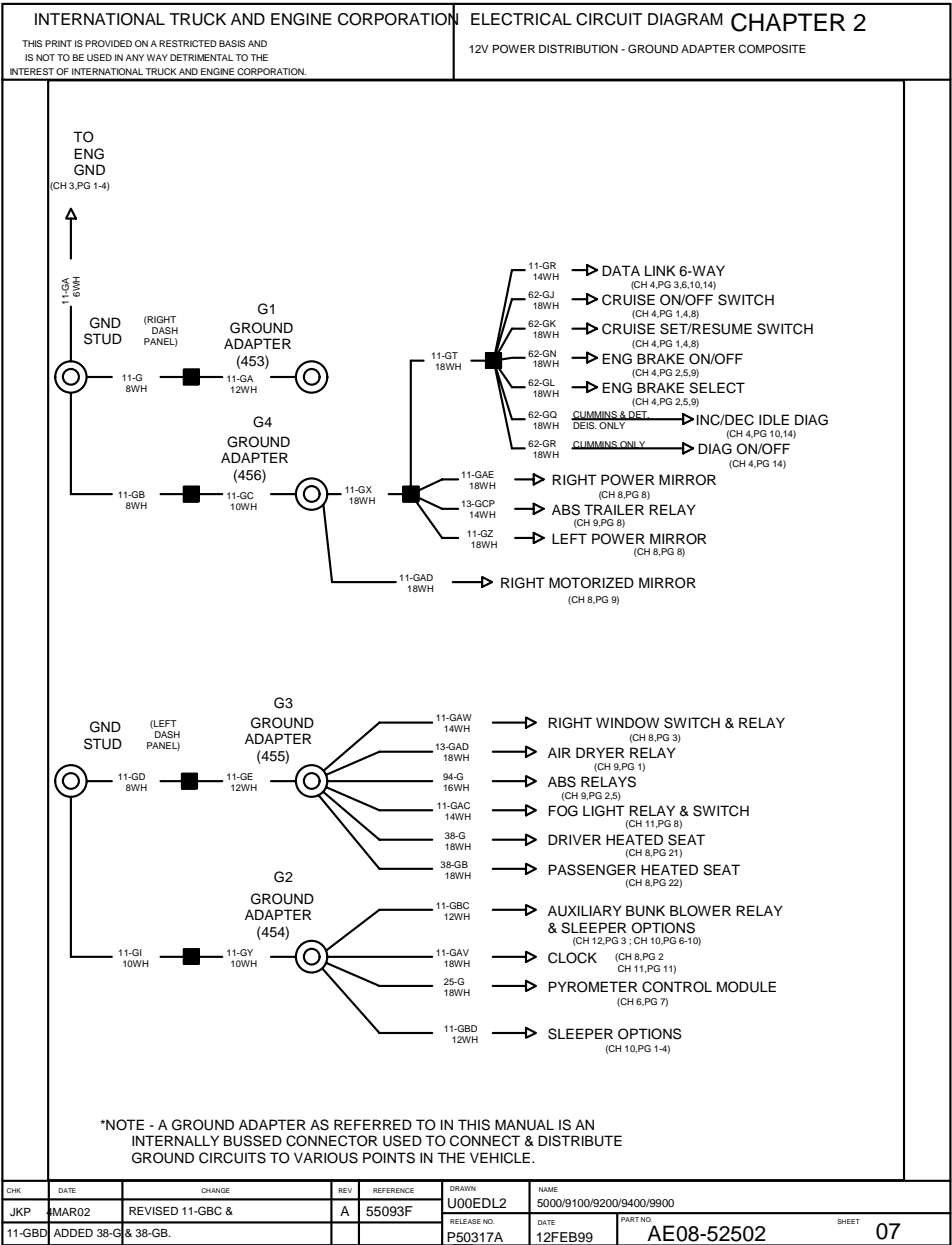 INTERNATIONAL TRUCK AND ENGINE CORPORATION
THIS PRINT IS PROVIDED ON A RESTRICTED BASIS AND
IS NOT TO BE USED IN ANY WAY DETRIMENTAL TO THE
INTEREST OF INTERNATIONAL TRUCK AND ENGINE CORPORATION.
ELECTRICAL CIRCUIT DIAGRAM CHAPTER 2
12V POWER DISTRIBUTION - GROUND ADAPTER COMPOSITE
TO
ENG
GND
(CH 3,PG 1-4)
11-GA
6WH
GND
STUD
(RIGHT
DASH
PANEL)
G1
GROUND
ADAPTER
(453)
11-G
8WH
11-GA
12WH
G4
GROUND
ADAPTER
(456)
11-GB
8WH
11-GC
10WH
11-GX
18WH
11-GT
18WH
11-GR
14WH
DATA LINK 6-WAY
(CH 4,PG 3,6,10,14)
62-GJ
18WH
CRUISE ON/OFF SWITCH
(CH 4,PG 1,4,8)
62-GK
18WH
CRUISE SET/RESUME SWITCH
(CH 4,PG 1,4,8)
62-GN
18WH
ENG BRAKE ON/OFF
(CH 4,PG 2,5,9)
62-GL
18WH
ENG BRAKE SELECT
(CH 4,PG 2,5,9)
62-GQ
18WH
CUMMINS & DET.
DEIS. ONLY
INC/DEC IDLE DIAG
(CH 4,PG 10,14)
62-GR
18WH
CUMMINS ONLY
DIAG ON/OFF
(CH 4,PG 14)
11-GAE
18WH
RIGHT POWER MIRROR
(CH 8,PG 8)
13-GCP
14WH
ABS TRAILER RELAY
(CH 9,PG 8)
11-GZ
18WH
LEFT POWER MIRROR
(CH 8,PG 8)
11-GAD
18WH
RIGHT MOTORIZED MIRROR
(CH 8,PG 9)
GND
STUD
(LEFT
DASH
PANEL)
G3
GROUND
ADAPTER
(455)
11-GD
8WH
11-GE
12WH
11-GAW
14WH
RIGHT WINDOW SWITCH & RELAY
(CH 8,PG 3)
13-GAD
18WH
AIR DRYER RELAY
(CH 9,PG 1)
94-G
16WH
ABS RELAYS
(CH 9,PG 2,5)
11-GAC
14WH
FOG LIGHT RELAY & SWITCH
(CH 11,PG 8)
38-G
18WH
DRIVER HEATED SEAT
(CH 8,PG 21)
38-GB
18WH
PASSENGER HEATED SEAT
(CH 8,PG 22)
G2
GROUND
ADAPTER
(454)
11-GI
10WH
11-GY
10WH
11-GBC
12WH
AUXILIARY BUNK BLOWER RELAY
& SLEEPER OPTIONS
(CH 12,PG 3 ; CH 10,PG 6-10)
11-GAV
18WH
CLOCK
(CH 8,PG 2
CH 11,PG 11)
25-G
18WH
PYROMETER CONTROL MODULE
(CH 6,PG 7)
11-GBD
12WH
SLEEPER OPTIONS
(CH 10,PG 1-4)
*NOTE - A GROUND ADAPTER AS REFERRED TO IN THIS MANUAL IS AN
INTERNALLY BUSSED CONNECTOR USED TO CONNECT & DISTRIBUTE
GROUND CIRCUITS TO VARIOUS POINTS IN THE VEHICLE.
CHK DATE CHANGE REV REFERENCE
JKP 4MAR02 REVISED 11-GBC & A 55093F
11-GBD ADDED 38-G & 38-GB.
DRAWN
U00EDL2
NAME
5000/9100/9200/9400/9900
RELEASE NO.
P50317A
DATE
12FEB99
PART NO.
AE08-52502
SHEET 07